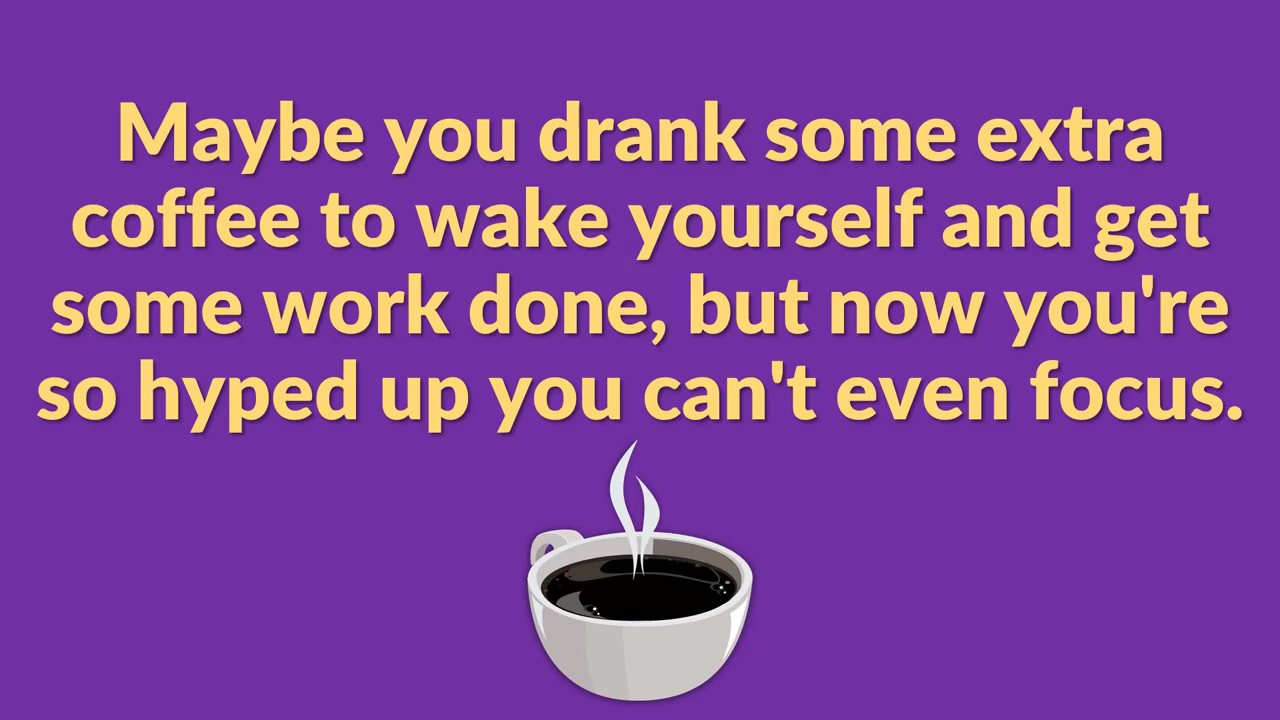 Maybe you drank some extra
coffee to wake yourself and get
some work done, but now you're
so hyped up you can't even focus.